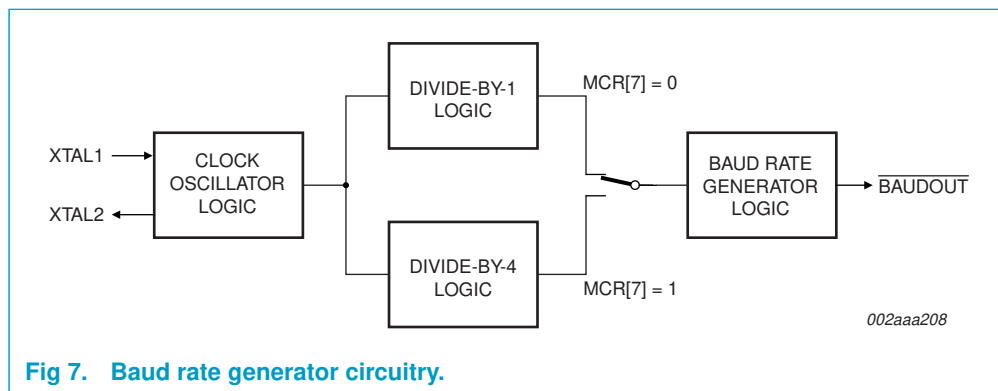 DIVIDE-BY-1
LOGIC
MCR[7] = 0
XTAL1
XTAL2
CLOCK
OSCILLATOR
LOGIC
BAUD RATE
GENERATOR
LOGIC
BAUDOUT
DIVIDE-BY-4
LOGIC
MCR[7] = 1
002aaa208
Fig 7. Baud rate generator circuitry.